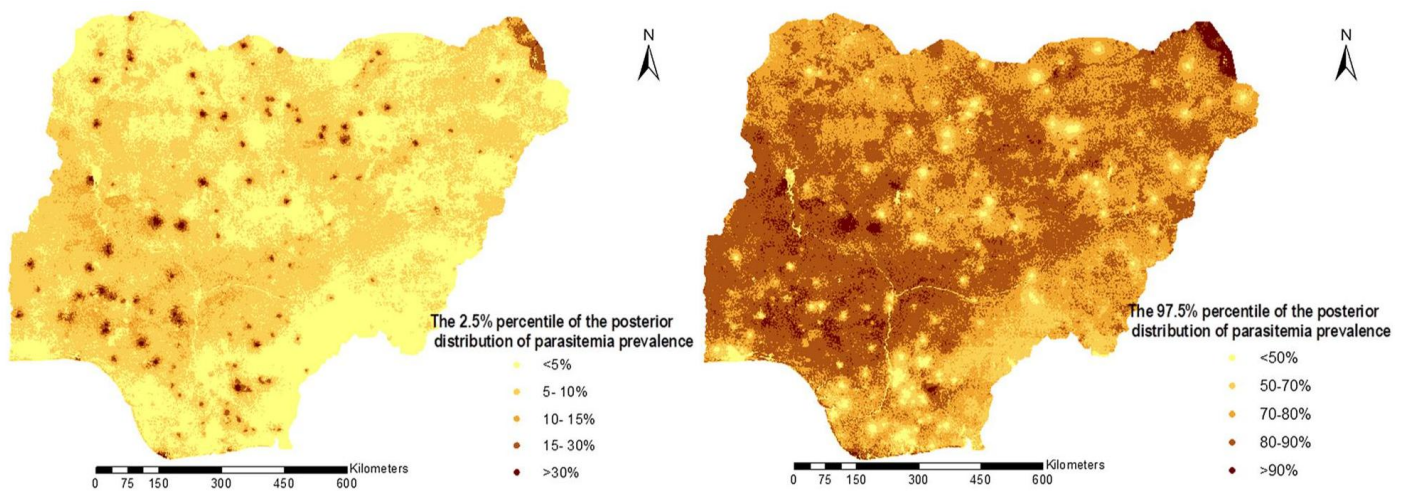 N
The 2.5% percentile of the posterior
distribution of parasitemia prevalence
<5%
5- 10%
10- 15%
15- 30%
>30%
Kilometers
0 75 150 300 450 600
N
The 97.5% percentile of the posterior
distribution of parasitemia prevalence
<50%
50-70%
70-80%
80-90%
>90%
Kilometers
0 75 150 300 450 600